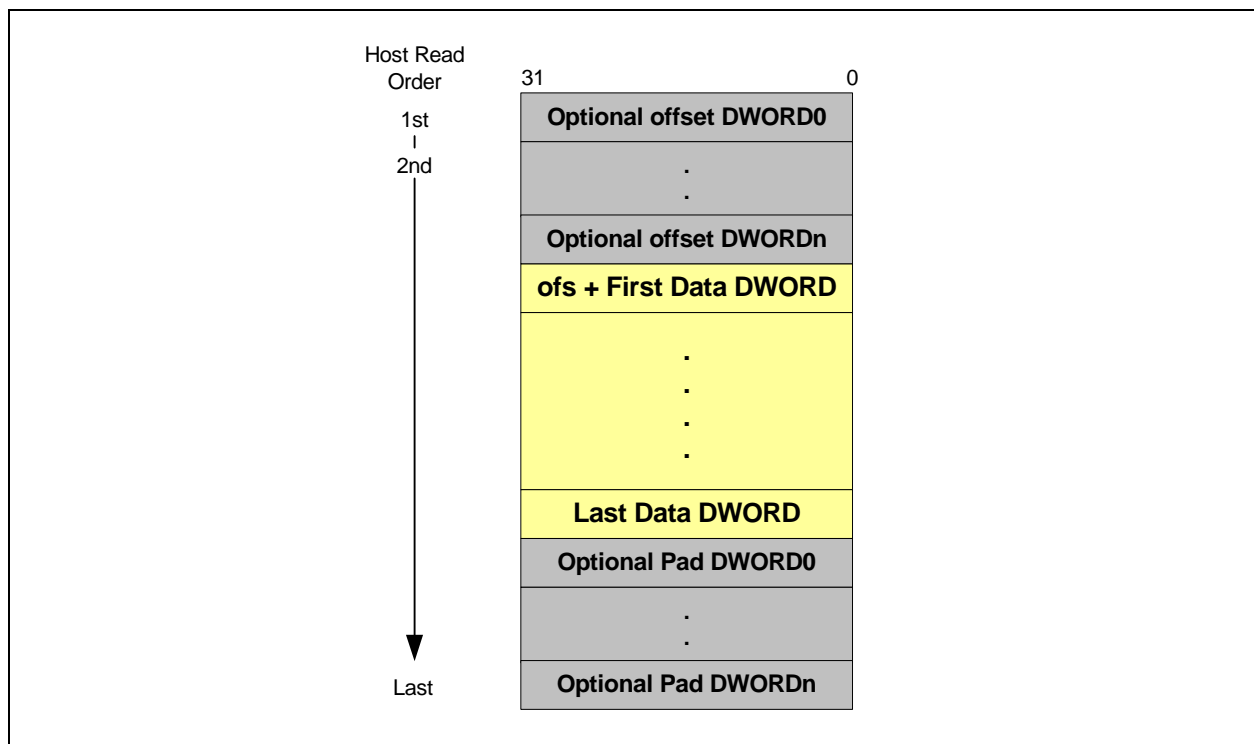 Host Read
Order
31 0
1st
Optional offset DWORD0
2nd
.
.
Optional offset DWORDn
ofs + First Data DWORD
.
.
.
.
Last Data DWORD
Optional Pad DWORD0
.
.
Optional Pad DWORDn
Last